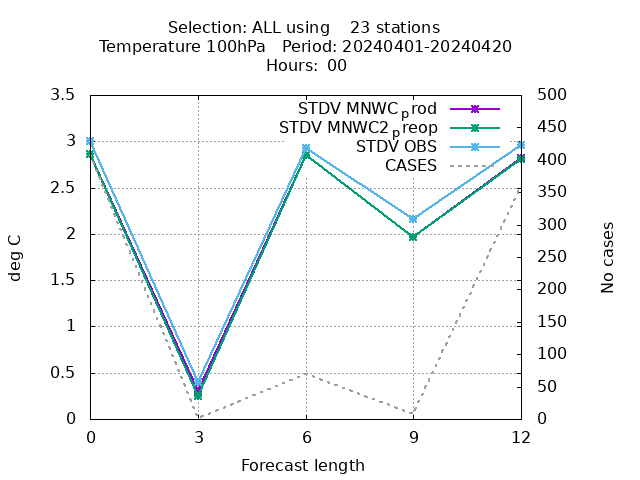 Selection: ALL using    23 stations
Temperature 100hPa   Period: 20240401-20240420
Hours: 00
STDV MNWCprod
STDV MNWC2preop
STDV OBS
CASES
3.5
3
2.5
2
1.5
1
0.5
0
500
450
400
350
300
250
200
150
100
50
0
deg C
No cases
0 3 6 9 12
Forecast length